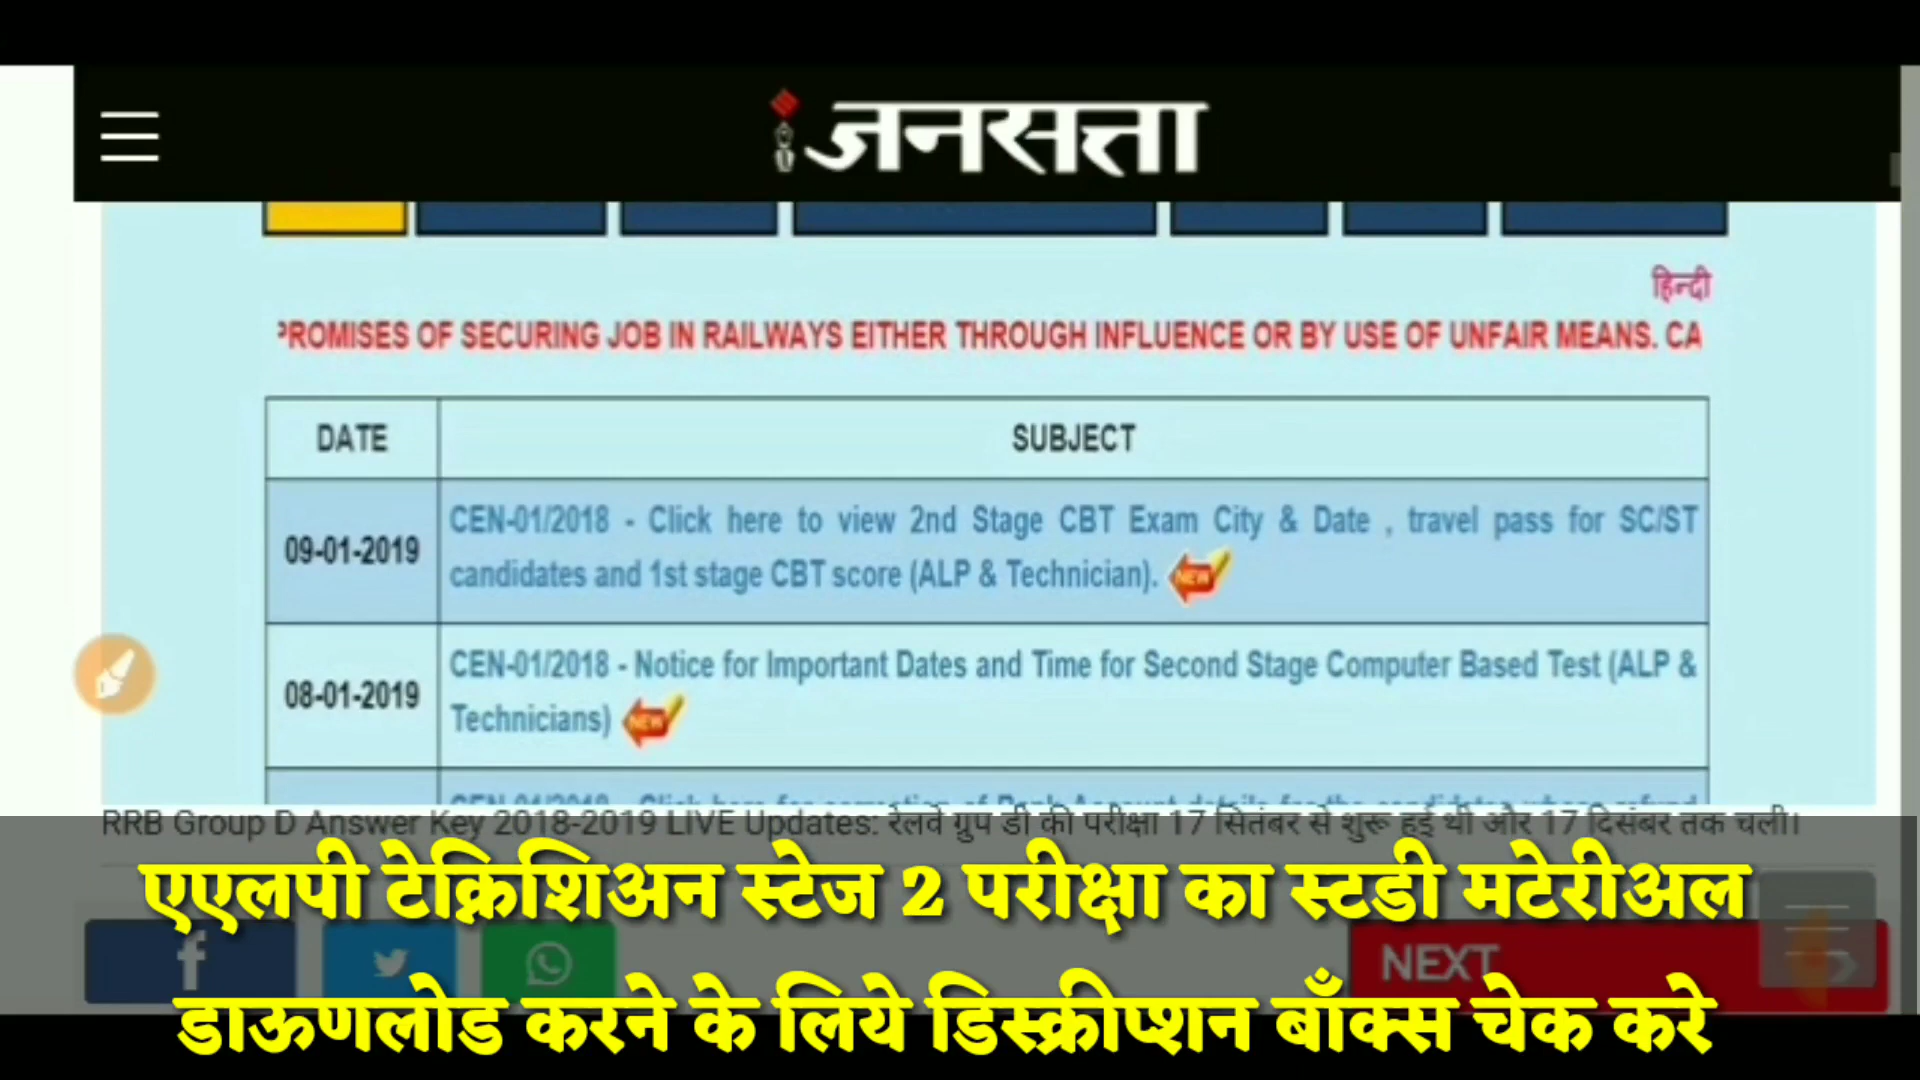 जनसत्ता
हिन्दी
PROMISES OF SECURING JOB IN RAILWAYS EITHER THROUGH INFLUENCE OR BY USE OF UNFAIR MEANS. CA
DATE SUBJECT
09-01-2019
CEN-01/2018 - Click here to view 2nd Stage CBT Exam City & Date , travel pass for SC/ST
candidates and 1st stage CBT score (ALP & Technician). NEW
08-01-2019
CEN-01/2018 - Notice for Important Dates and Time for Second Stage Computer Based Test (ALP &
Technicians) NEW
RRB Group D Answer Key 2018-2019 LIVE Updates: रेलवे ग्रुप डी की परीक्षा 17 सितंबर से शुरू हुई थी और 17 दिसंबर तक चली।
एएलपी टेक्निशिअन स्टेज 2 परीक्षा का स्टडी मटेरीअल
NEXT
डाऊणलोड करने के लिये डिस्क्रीप्शन बॉक्स चेक करे